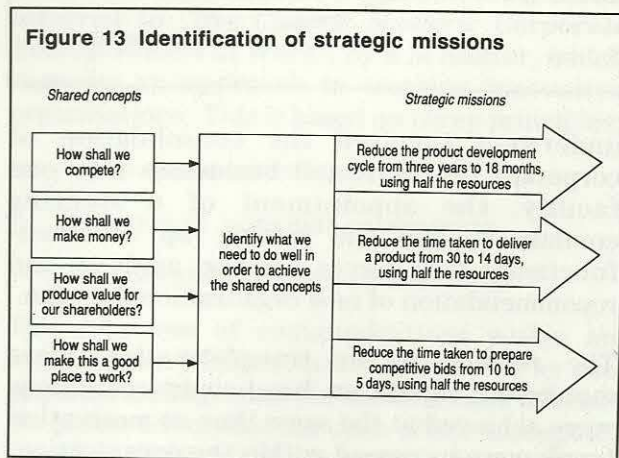 Figure 13 Identification of strategic missions
Shared concepts
Strategic missions
How shall we
compete?
How shall we
make money?
How shall we
produce value for
our shareholders?
How shall we
make this a good
place to work?
Identify what we
need to do well in
order to achieve
the shared concepts
Reduce the product development
cycle from three years to 18 months,
using half the resources
Reduce the time taken to deliver
a product from 30 to 14 days,
using half the resources
Reduce the time taken to prepare
competitive bids from 10 to
5 days, using half the resources